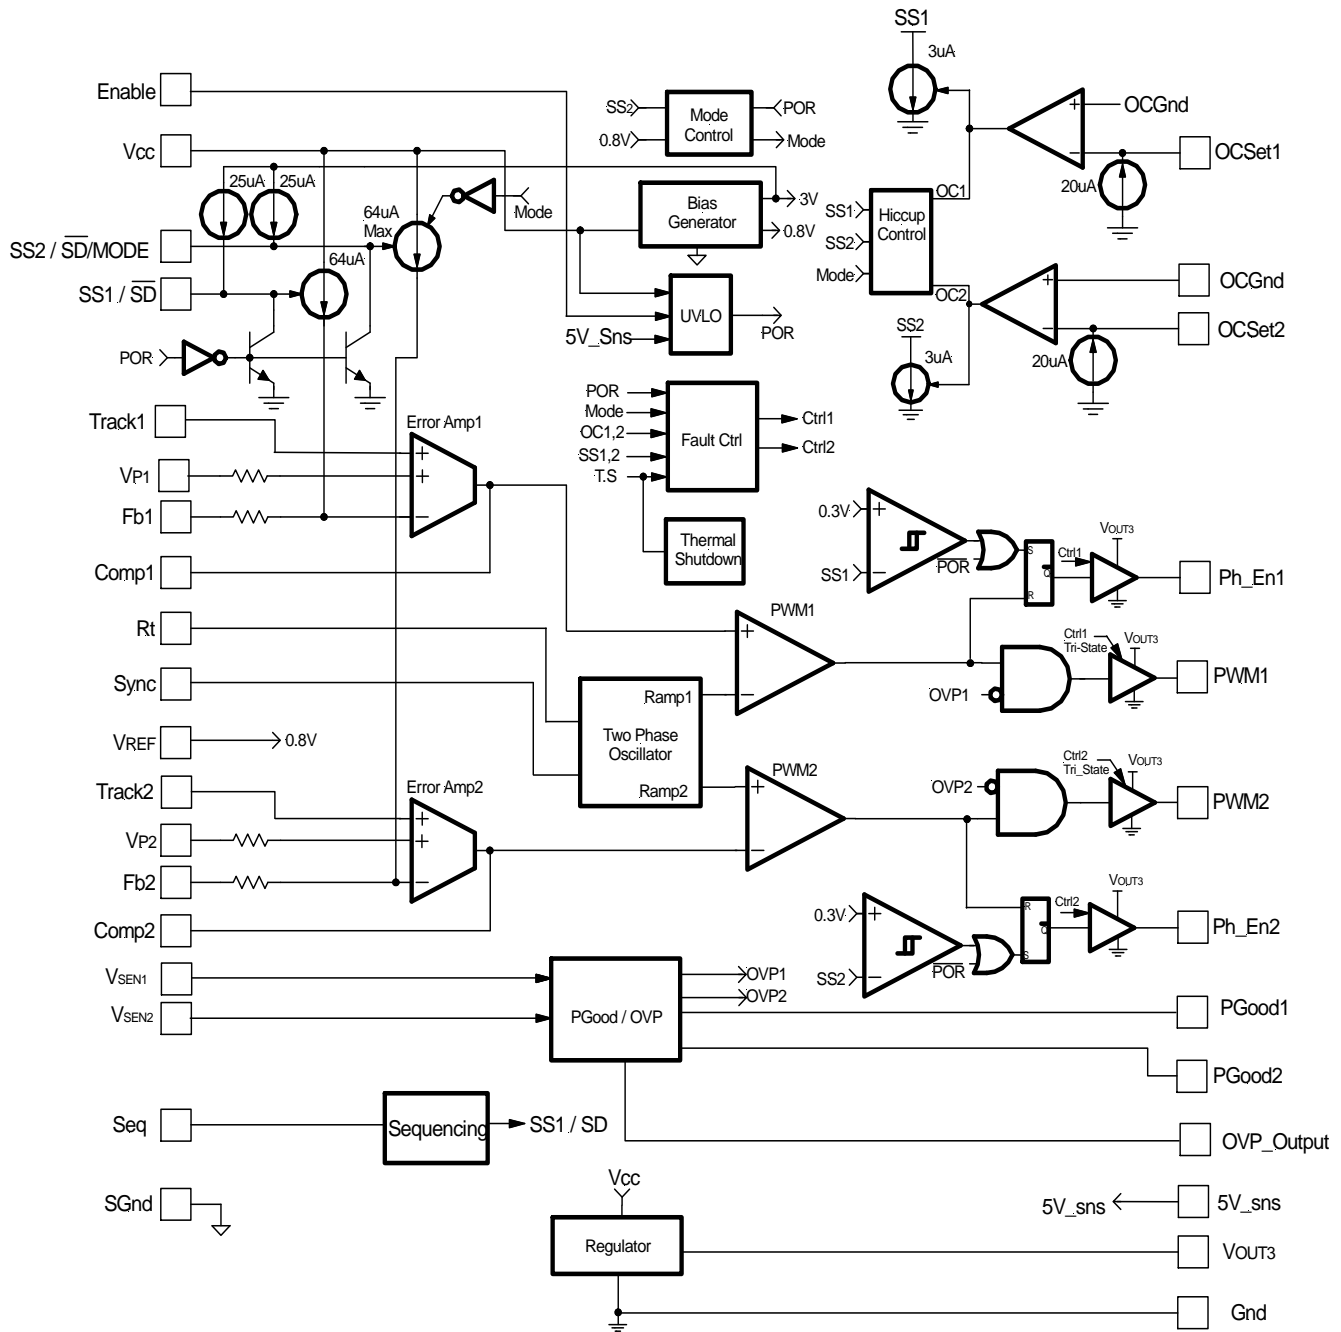 SS1
3uA
Enable
SS2
Mode Control
POR
0.8V
Mode
OCGnd
OCSet1
20uA
Vcc
25uA
25uA
64uA Max
Mode
Bias Generator
3V
0.8V
OC1
SS1
SS2
Mode
Hiccup Control
OC2
SS2 / SD/MODE
SS1 / SD
64uA
UVLO
5V_Sns
POR
OCGnd
OCSet2
SS2
3uA
20uA
POR
POR
Mode
OC1,2
SS1,2
T.S
Fault Ctrl
Ctrl1
Ctrl2
Thermal Shutdown
Track1
Error Amp1
+
VP1
+
Fb1
−
Comp1
0.3V
+
SS1
−
POR
S
Q
R
Ctrl1
VOUT3
Ph_En1
Rt
PWM1
+
−
Ctrl1
Tri-State
VOUT3
OVP1
PWM1
Sync
Ramp1
Two Phase Oscillator
Ramp2
VREF
0.8V
PWM2
+
−
Ctrl2
Tri_State
VOUT3
OVP2
PWM2
Track2
Error Amp2
+
VP2
+
Fb2
−
Comp2
0.3V
+
SS2
−
POR
R
Q
S
Ctrl2
VOUT3
Ph_En2
VSEN1
VSEN2
PGood / OVP
OVP1
OVP2
PGood1
PGood2
Seq
Sequencing
SS1 / SD
OVP_Output
SGnd
Vcc
Regulator
5V_sns
5V_sns
VOUT3
Gnd